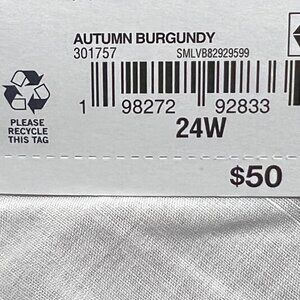 AUTUMN BURGUNDY
301757 SMLVB82929599
PLEASE
RECYCLE
THIS TAG
1 98272 92833
24W
$50